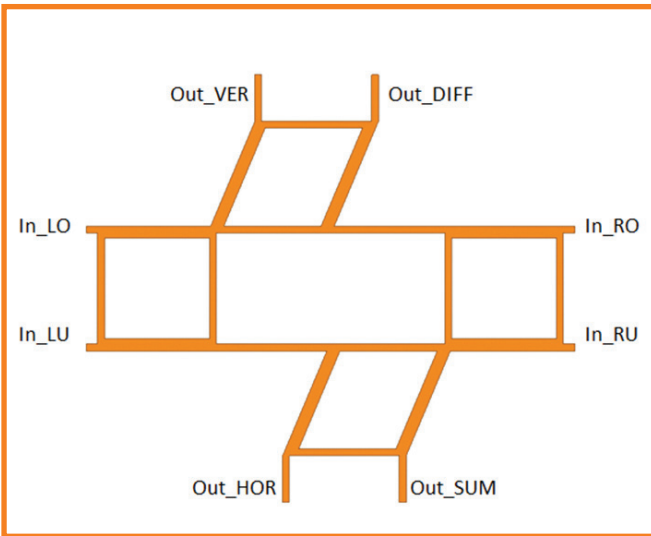 Out_VER
Out_DIFF
In_LO
In_RO
In_LU
In_RU
Out_HOR
Out_SUM